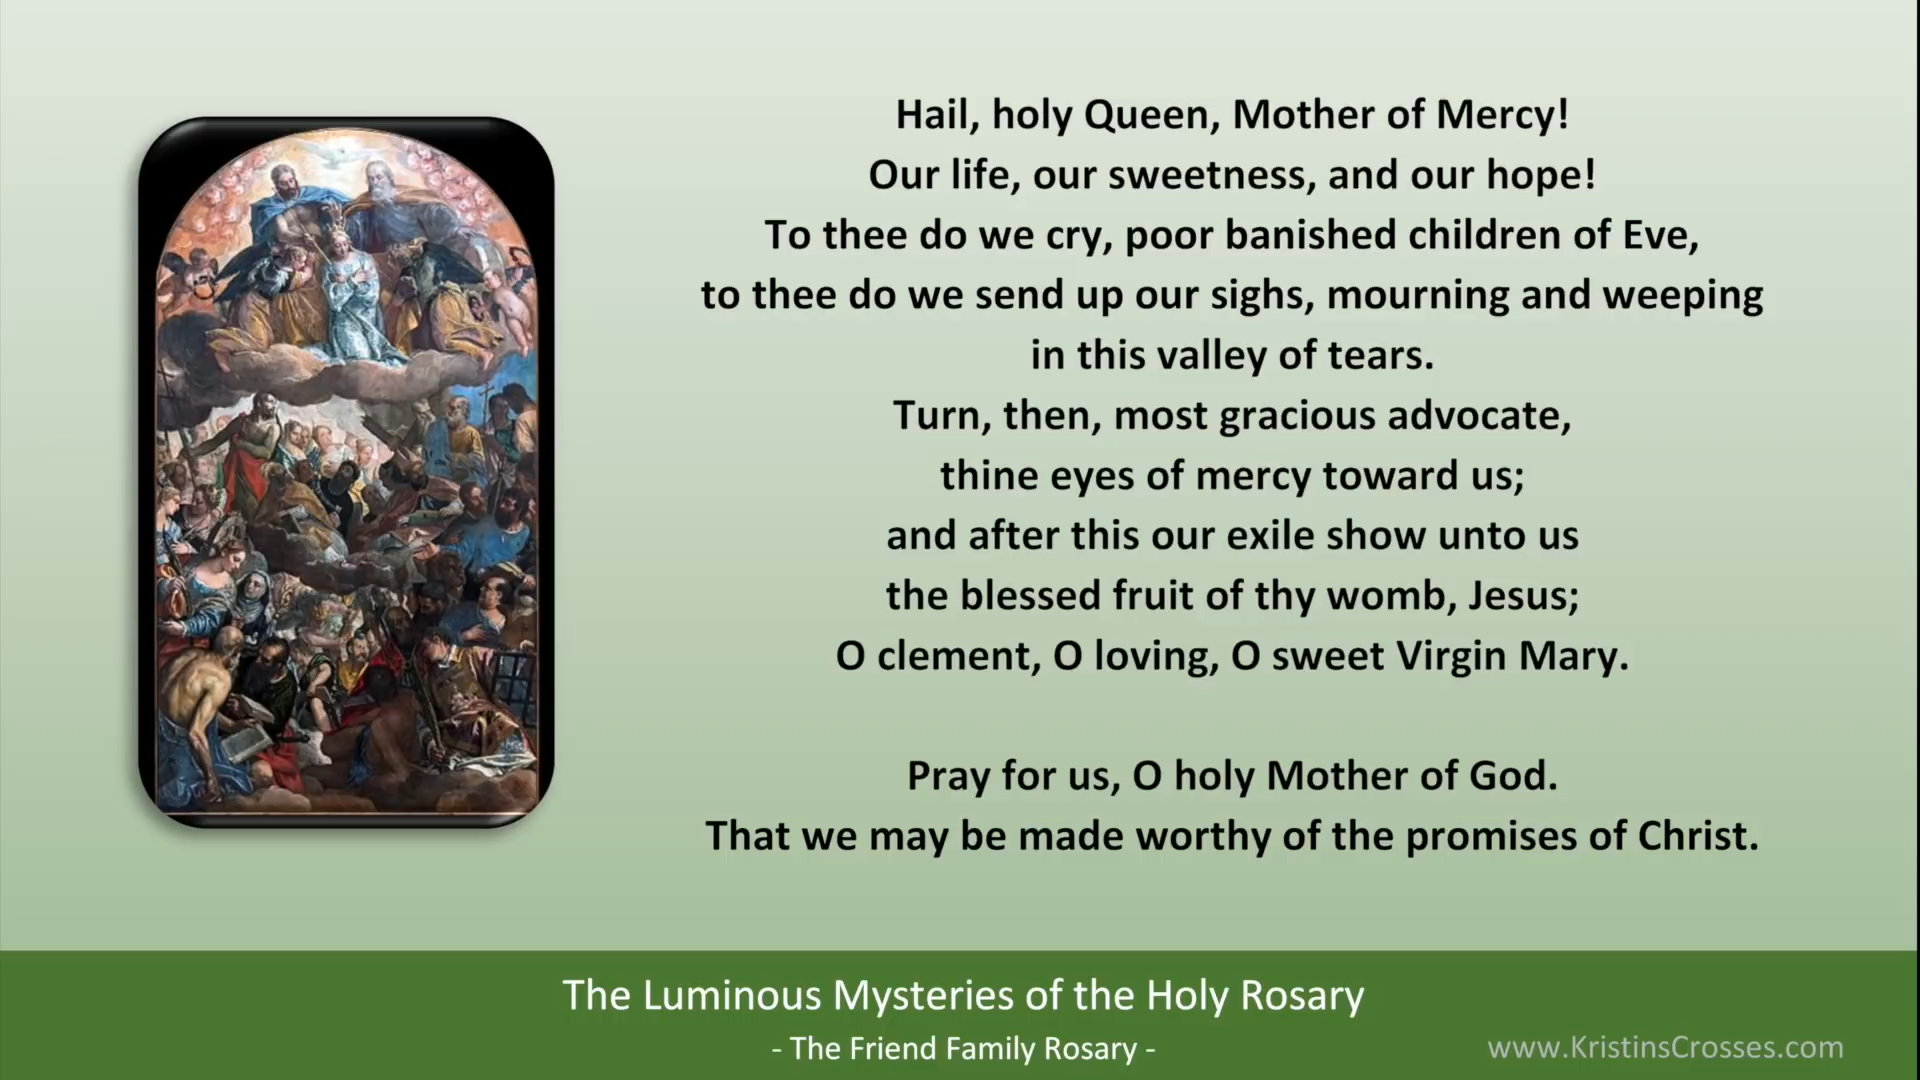 Hail, holy Queen, Mother of Mercy!
Our life, our sweetness, and our hope!
To thee do we cry, poor banished children of Eve,
to thee do we send up our sighs, mourning and weeping
in this valley of tears.
Turn, then, most gracious advocate,
thine eyes of mercy toward us;
and after this our exile show unto us
the blessed fruit of thy womb, Jesus;
O clement, O loving, O sweet Virgin Mary.
Pray for us, O holy Mother of God.
That we may be made worthy of the promises of Christ.
The Luminous Mysteries of the Holy Rosary
- The Friend Family Rosary -
www.KristinsCrosses.com